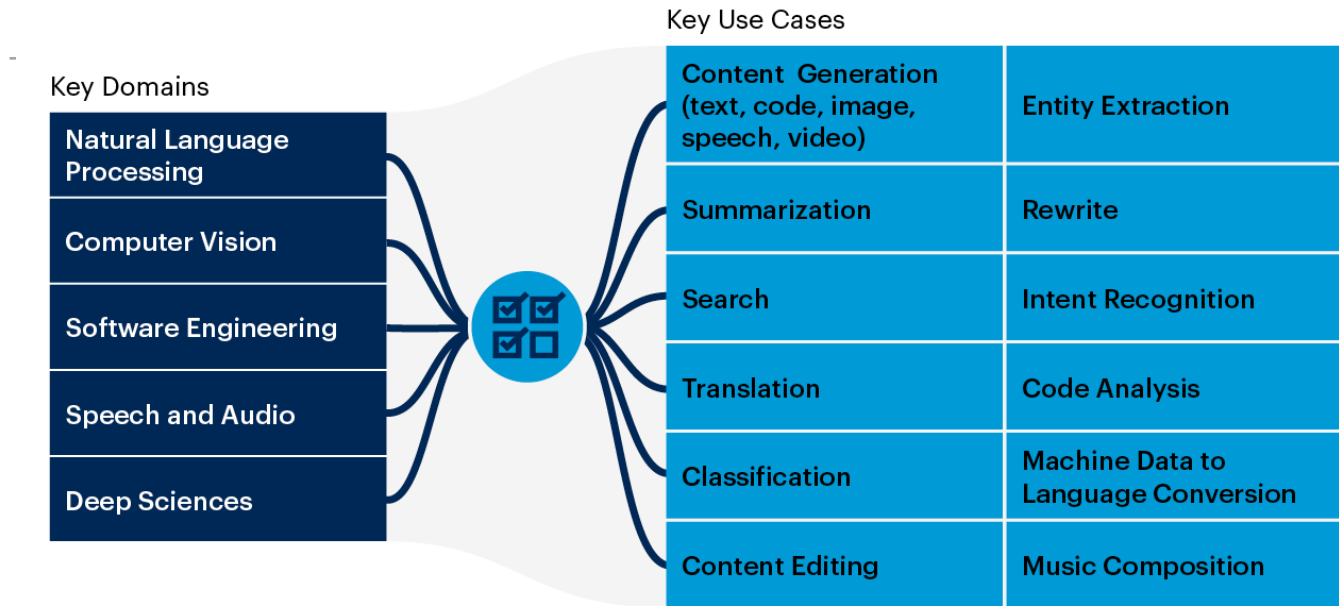 Key Use Cases
Key Domains
Natural Language
Processing
Computer Vision
Software Engineering
Speech and Audio
Deep Sciences
Content Generation
(text, code, image,
speech, video)
Entity Extraction
Summarization
Rewrite
Search
Intent Recognition
Translation
Code Analysis
Classification
Machine Data to
Language Conversion
Content Editing
Music Composition